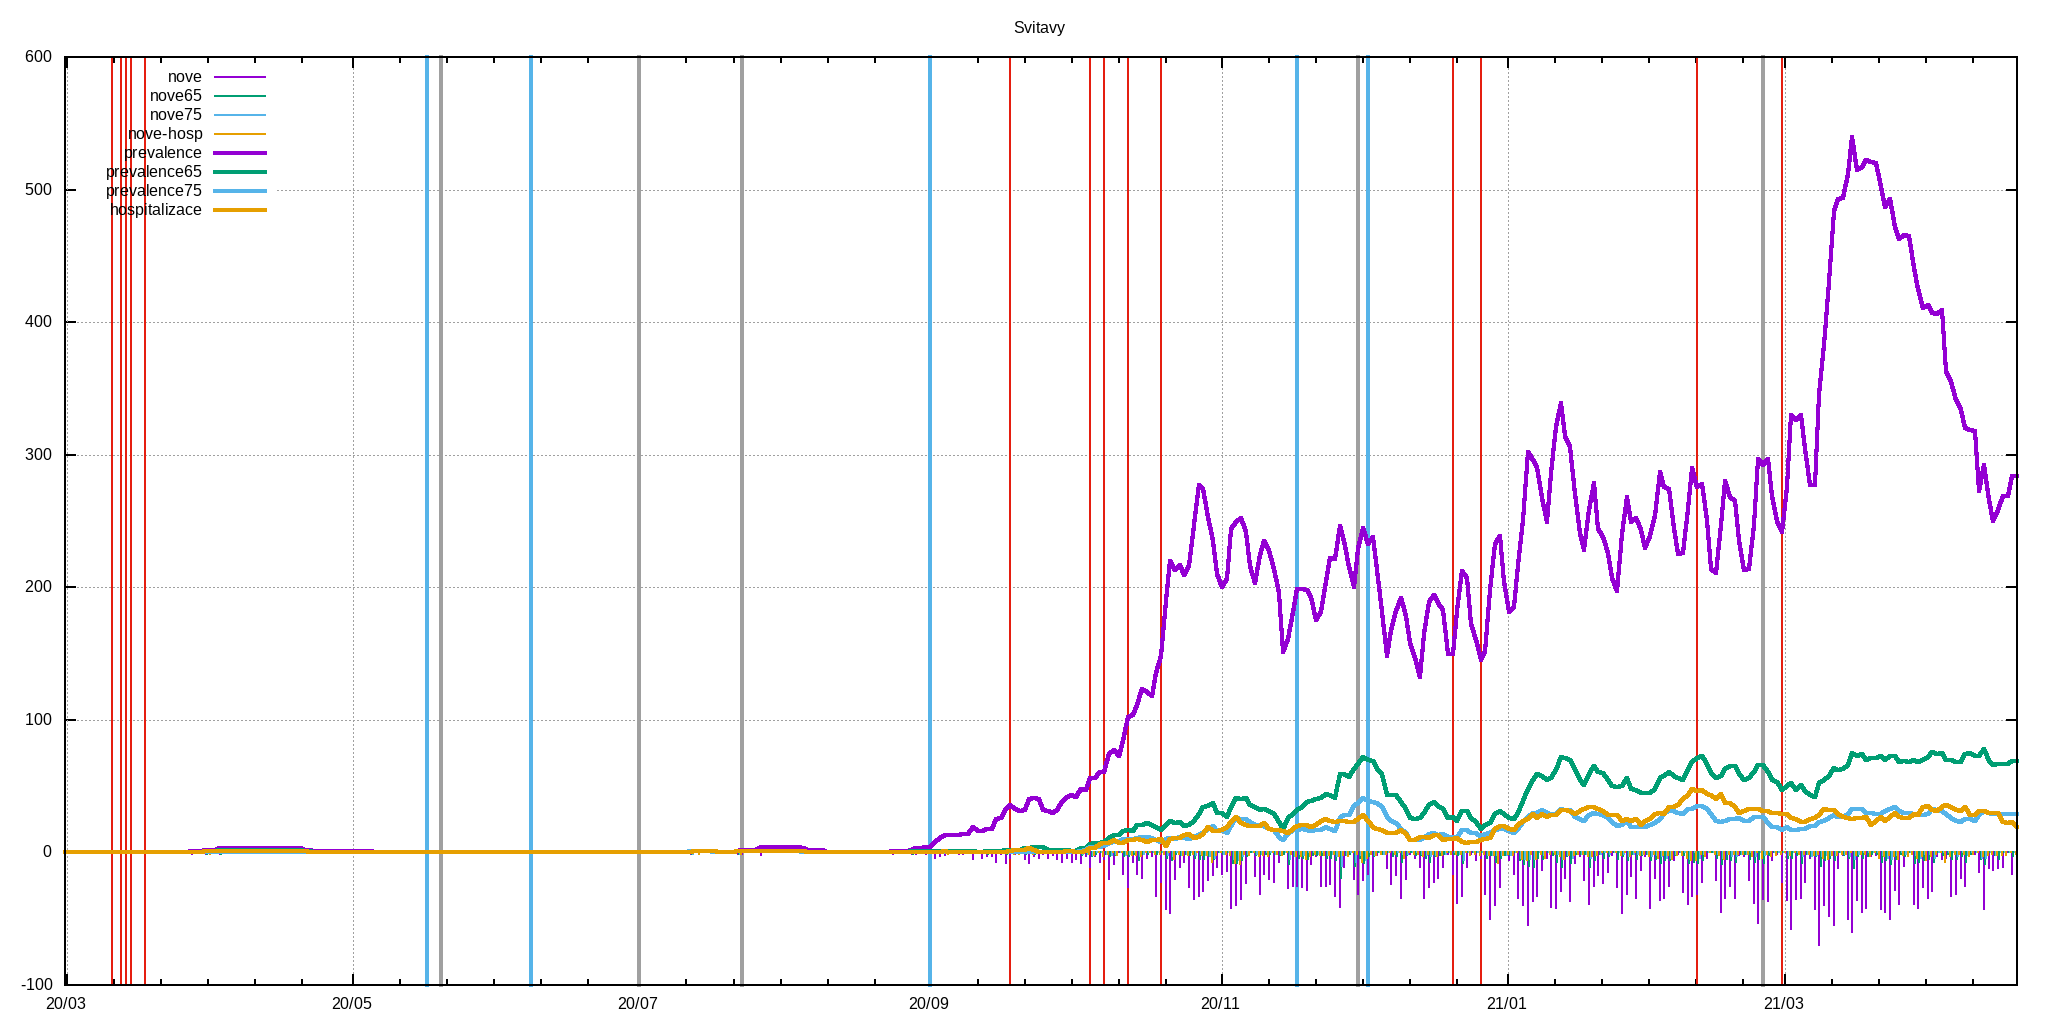 Svitavy
600
500
400
300
200
100
0
-100
nove
nove65
nove75
nove-hosp
prevalence
prevalence65
prevalence75
hospitalizace
20/03 20/05 20/07 20/09 20/11 21/01 21/03